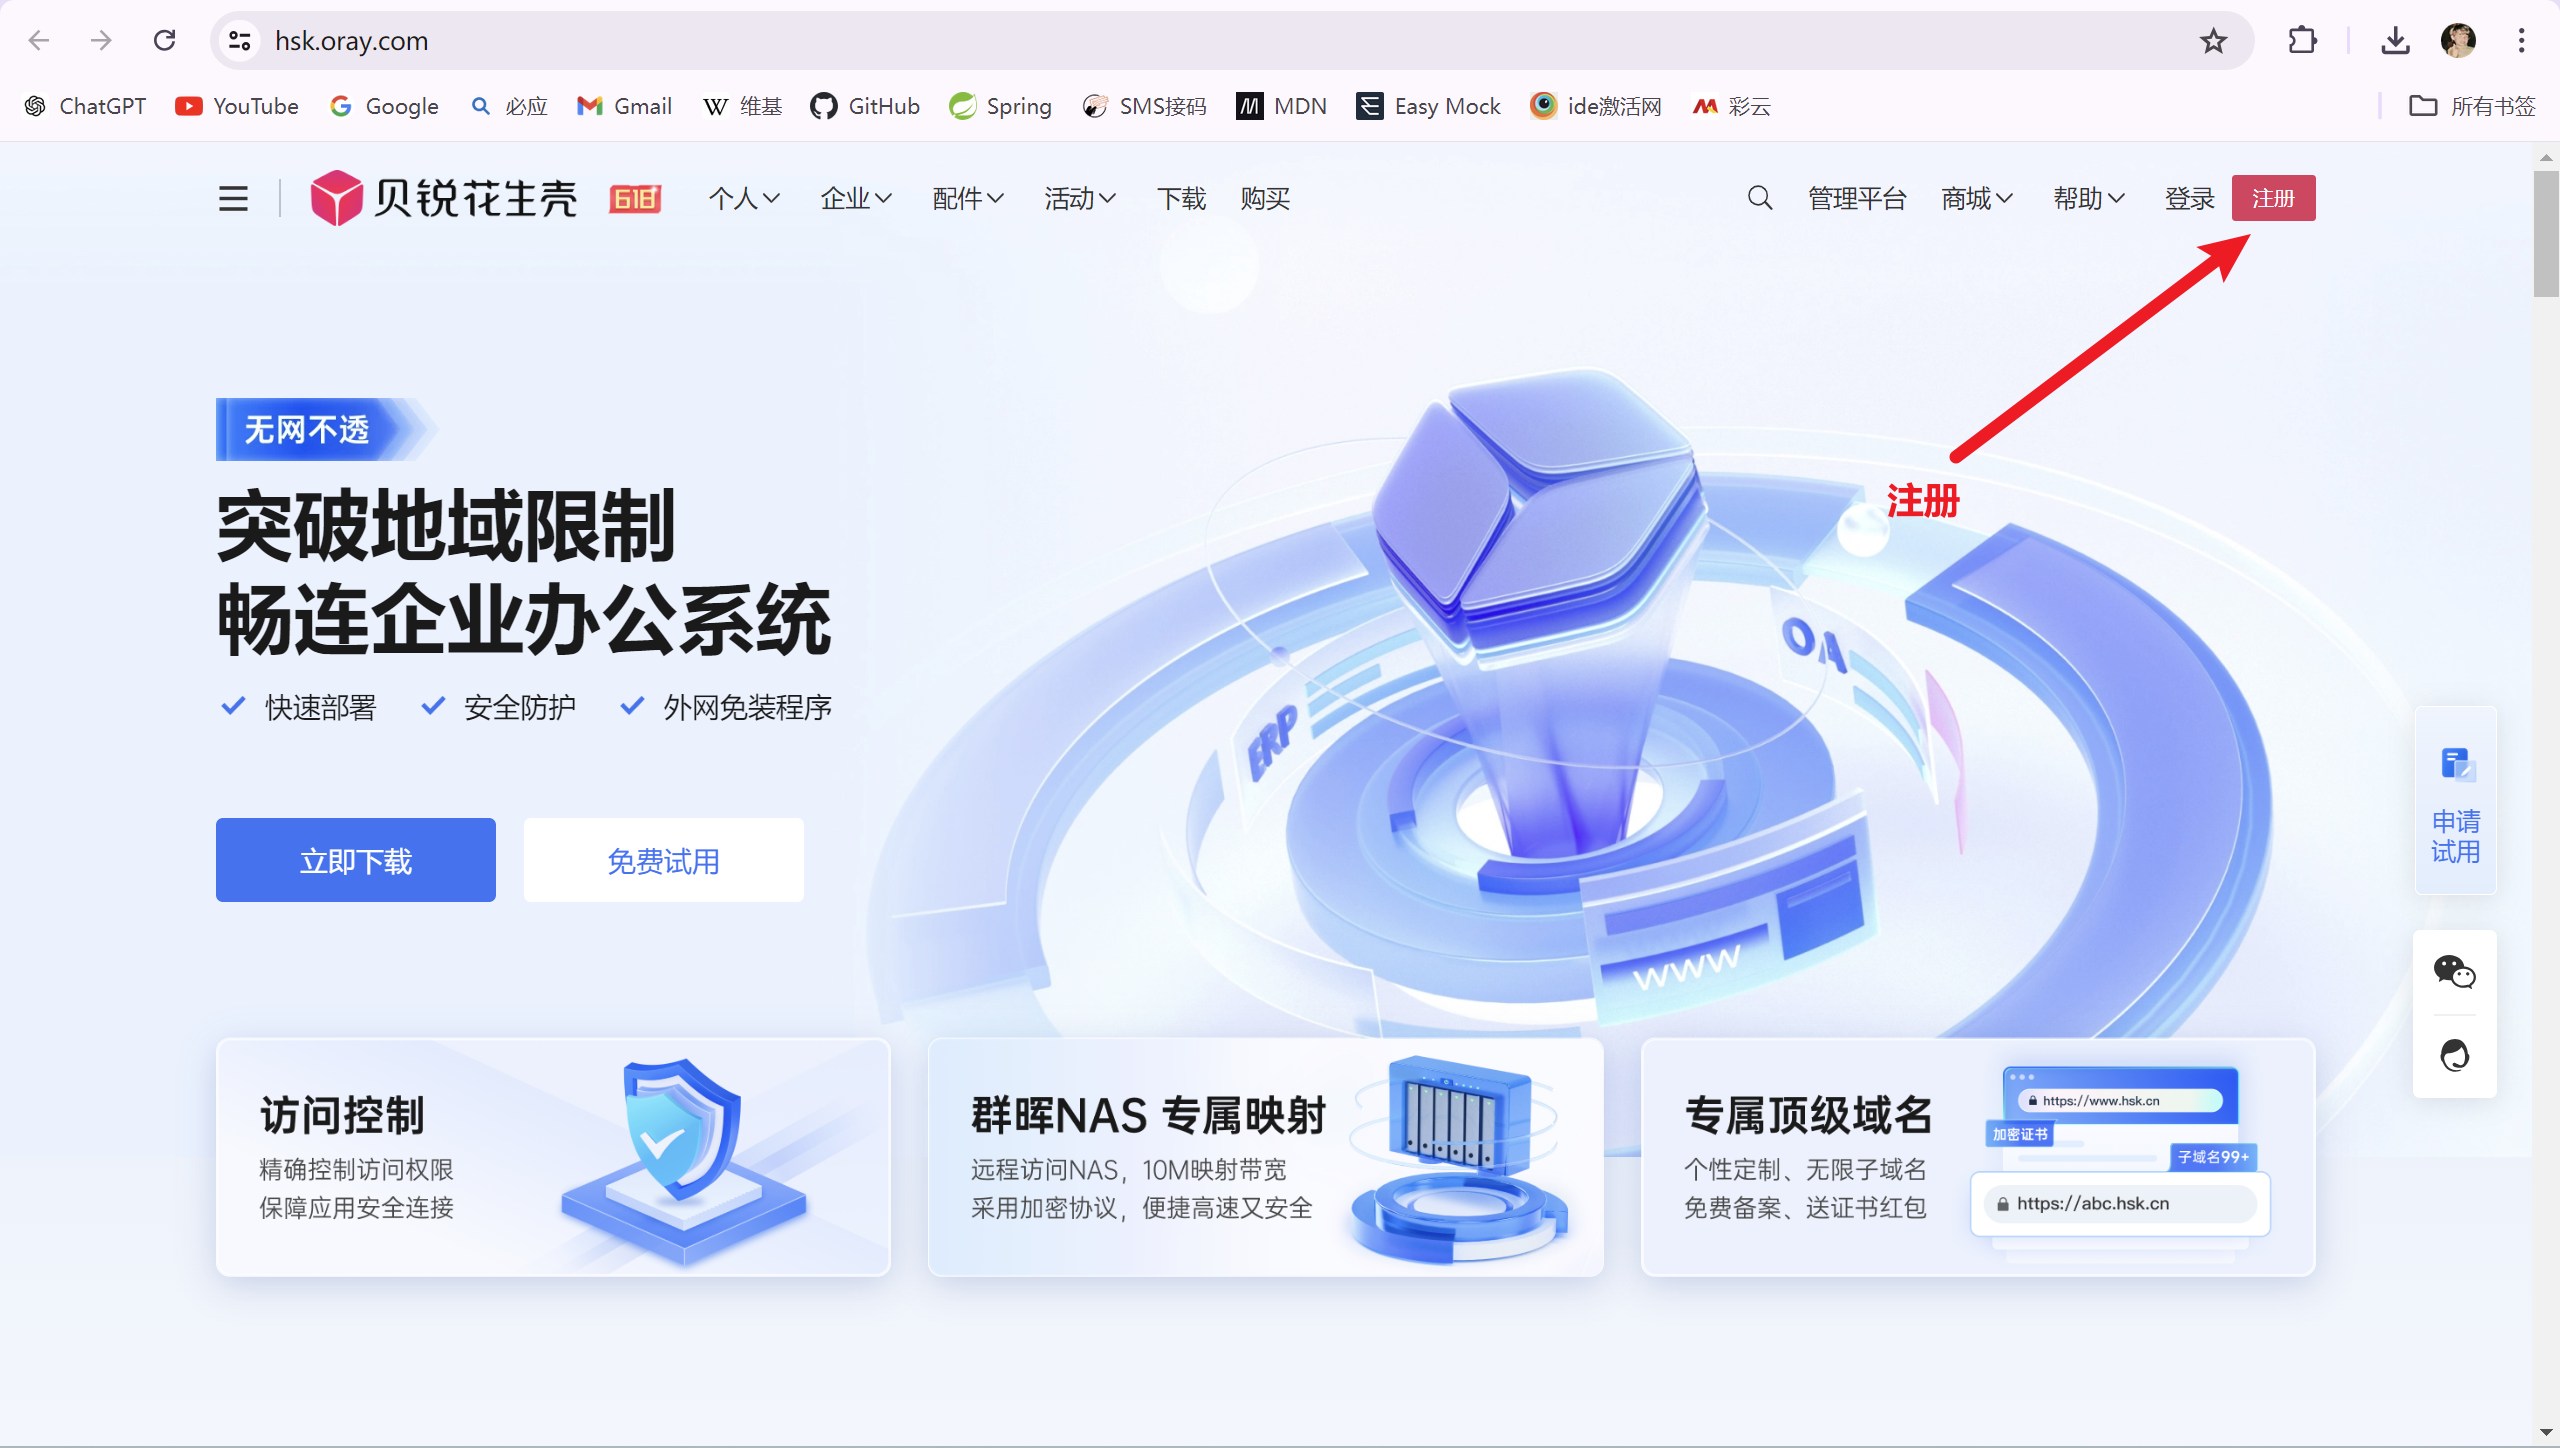 hsk.oray.com
ChatGPT YouTube Google 必应 Gmail 维基 GitHub Spring SMS接码 MDN Easy Mock ide激活网 彩云 所有书签
贝锐花生壳 618 个人 企业 配件 活动 下载 购买 管理平台 商城 帮助 登录 注册
注册
无网不透
突破地域限制
畅连企业办公系统
快速部署 安全防护 外网免装程序
立即下载 免费试用
OA
ERP
www
申请
试用
访问控制
精确控制访问权限
保障应用安全连接
群晖NAS 专属映射
远程访问NAS，10M映射带宽
采用加密协议，便捷高速又安全
专属顶级域名
个性定制、无限子域名
免费备案、送证书红包
https://www.hsk.cn
加密证书
子域名99+
https://abc.hsk.cn